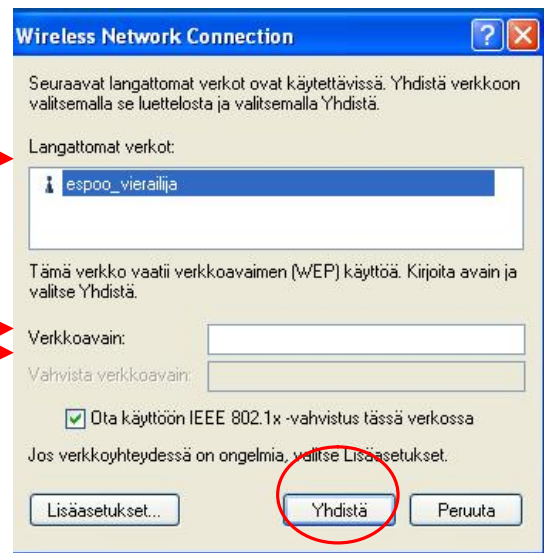 Wireless Network Connection
Seuraavat langattomat verkot ovat käytettävissä. Yhdistä verkkoon
valitsemalla se luettelosta ja valitsemalla Yhdistä.
Langattomat verkot:
espoo_vierailija
Tämä verkko vaatii verkkoavaimen (WEP) käyttöä. Kirjoita avain ja
valitse Yhdistä.
Verkkoavain:
Vahvista verkkoavain:
Ota käyttöön IEEE 802.1x -vahvistus tässä verkossa
Jos verkkoyhteydessä on ongelmia, valitse Lisäasetukset.
Lisäasetukset... Yhdistä Peruuta